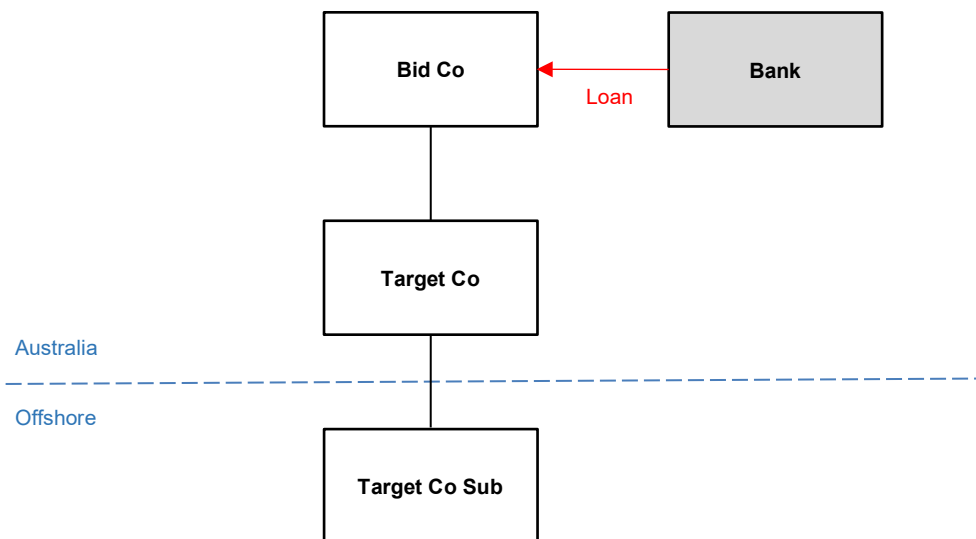 Bid Co
Bank
Loan
Target Co
Australia
Offshore
Target Co Sub